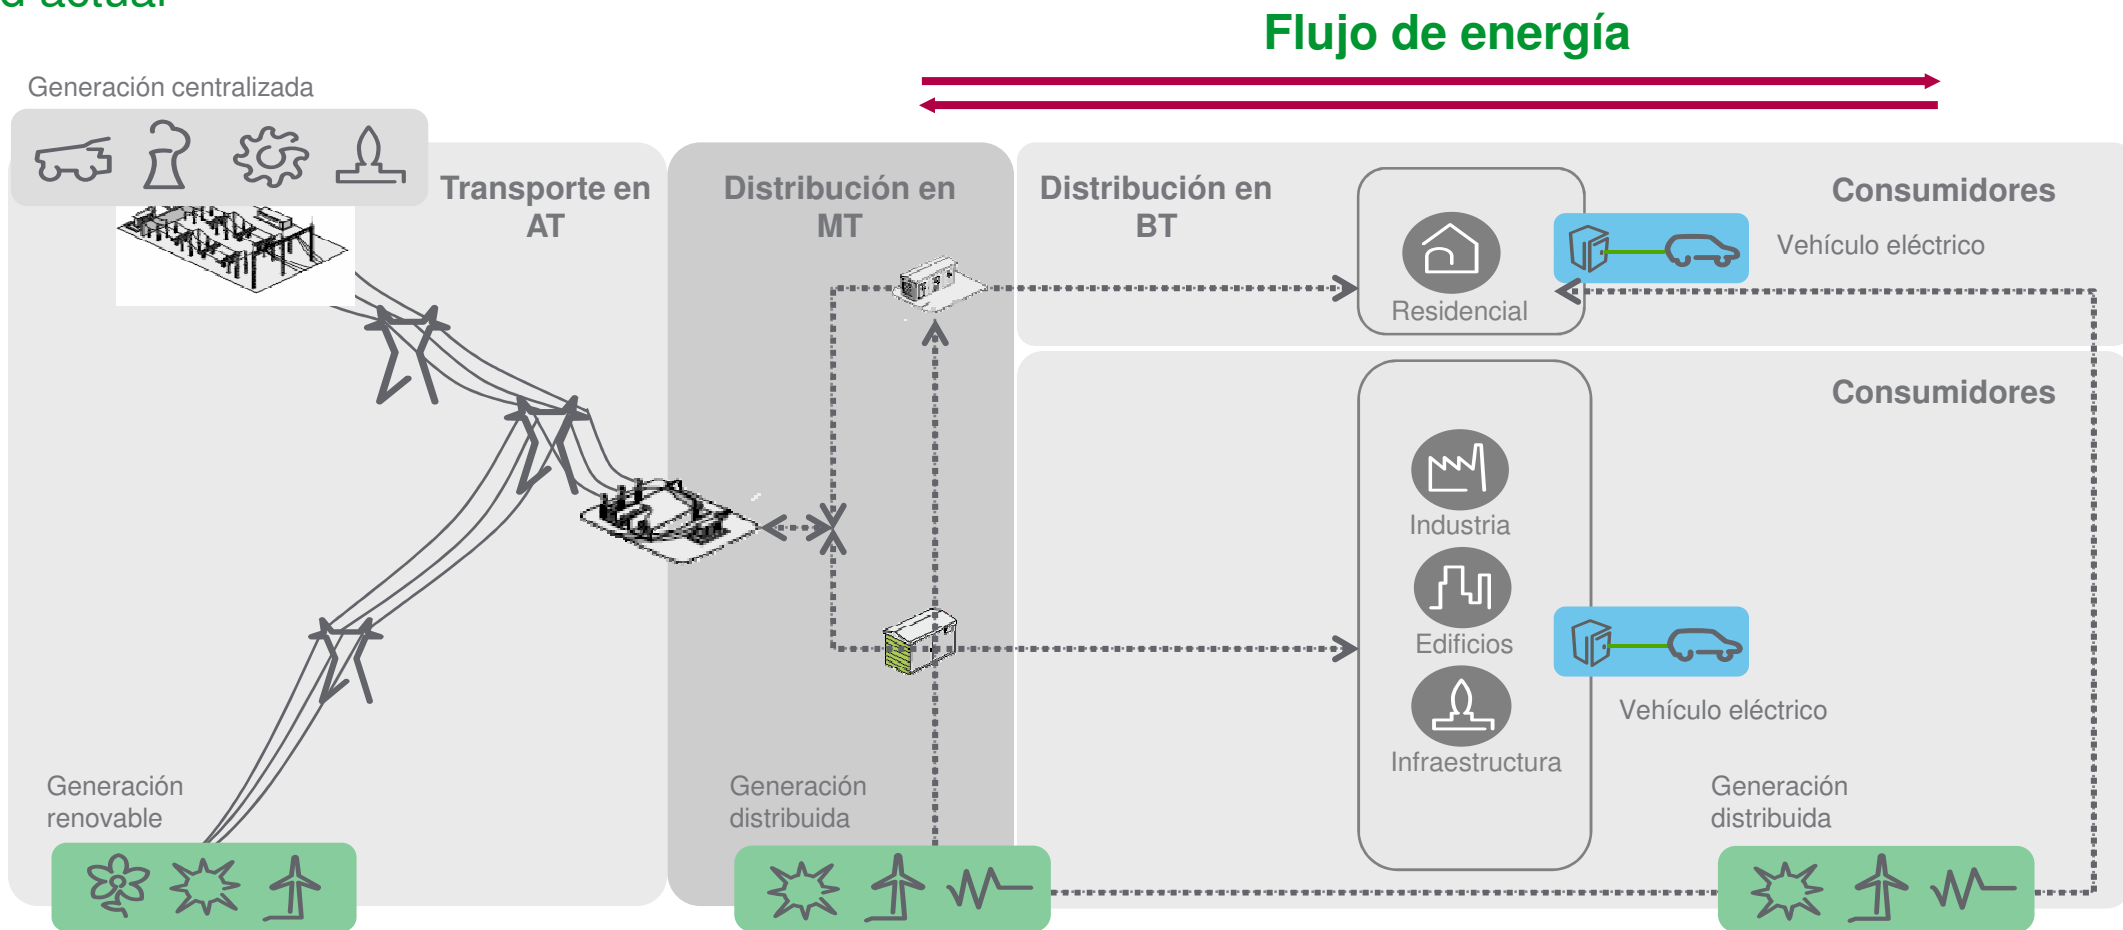 actual
Flujo de energía
Generación centralizada
Transporte en
AT
Distribución en
MT
Distribución en
BT
Consumidores
Vehículo eléctrico
Residencial
Consumidores
Industria
Edificios
Vehículo eléctrico
Infraestructura
Generación
renovable
Generación
distribuida
Generación
distribuida